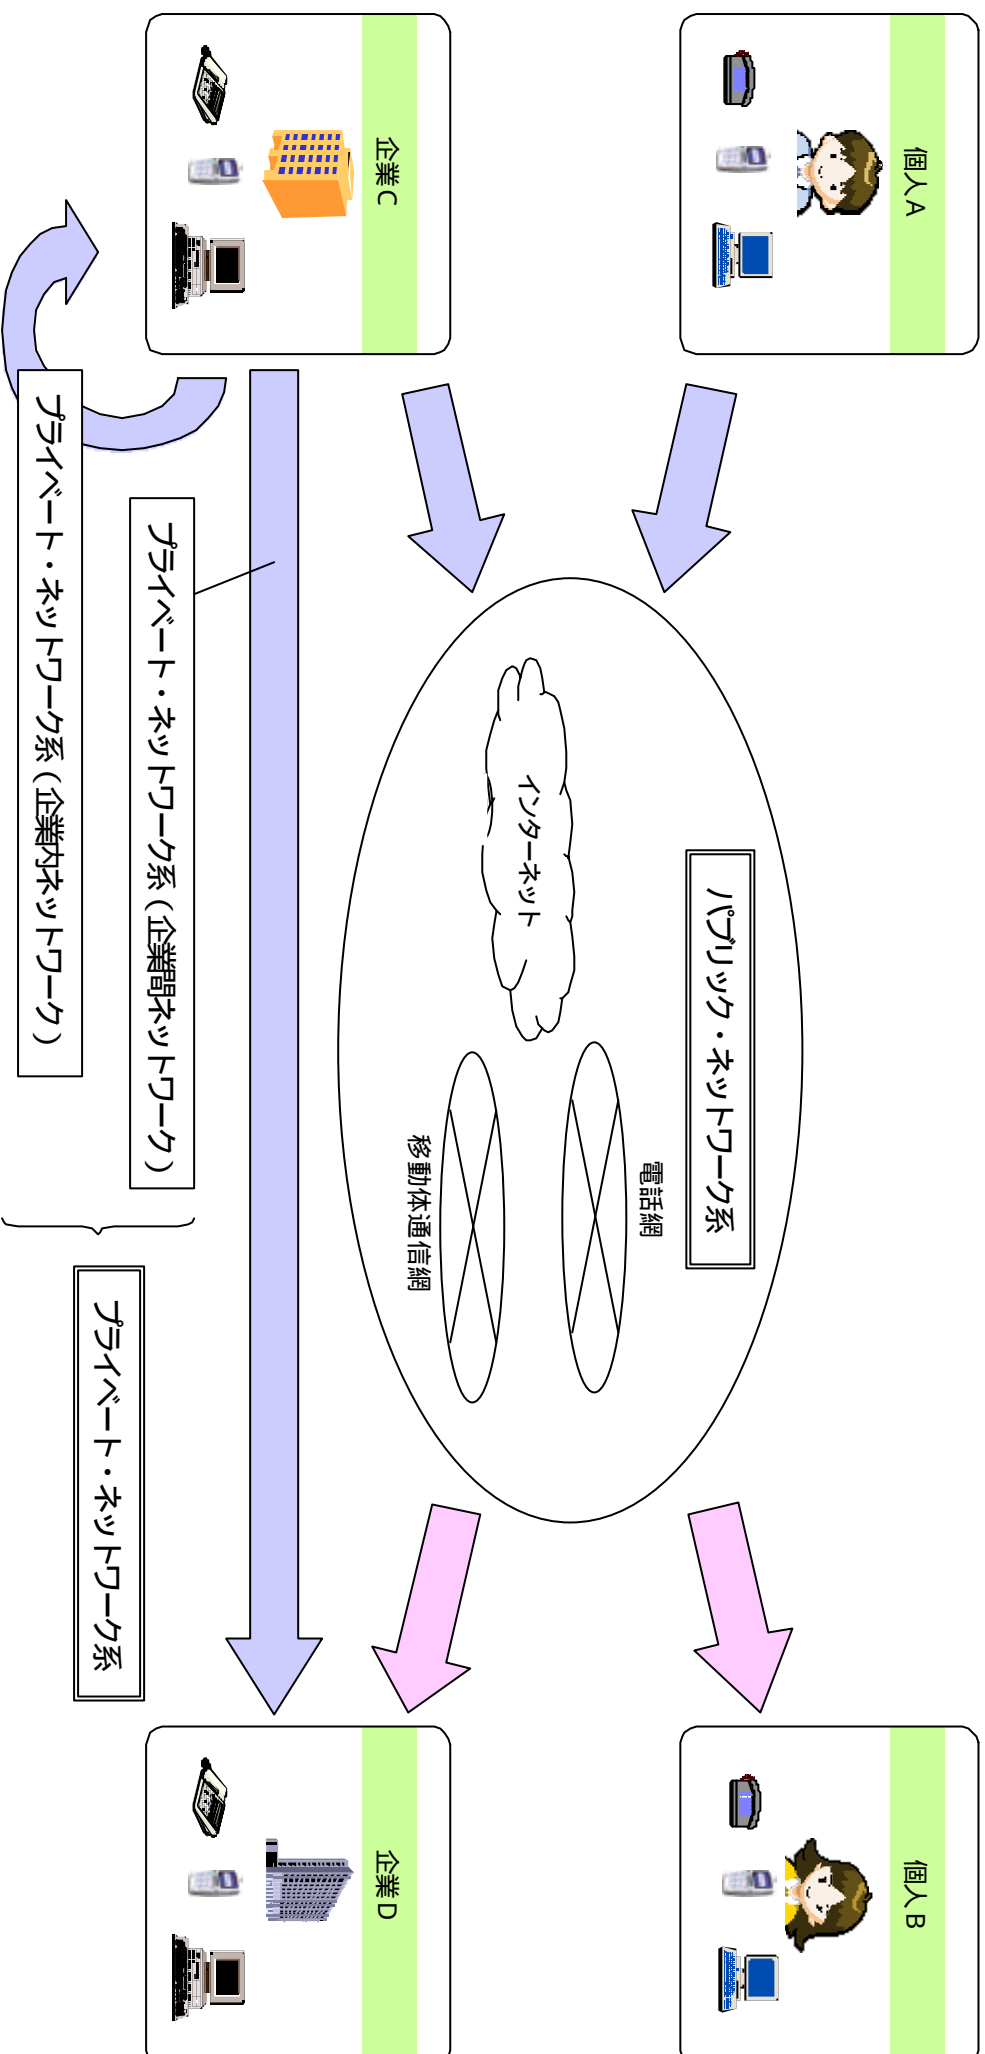 個人A
個人B
パブリック・ネットワーク系
電話網
インターネット
移動体通信網
企業C
企業D
プライベート・ネットワーク系(企業間ネットワーク)
プライベート・ネットワーク系
プライベート・ネットワーク系(企業内ネットワーク)